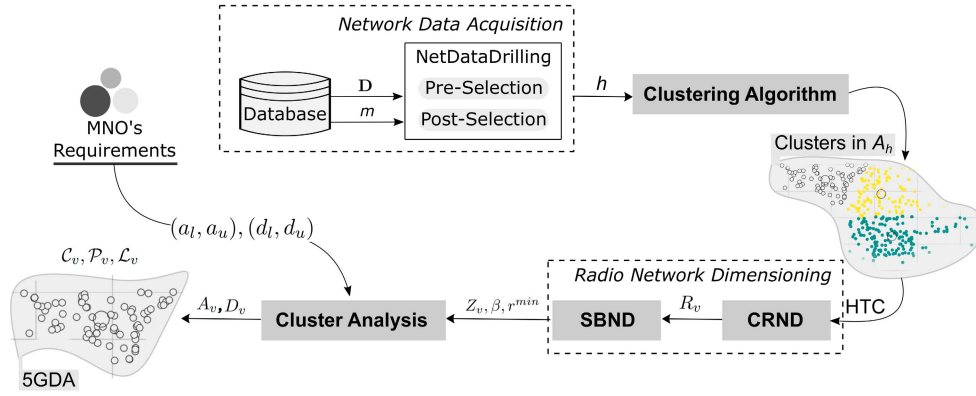 Network Data Acquisition
NetDataDrilling
Database
D
m
Pre-Selection
Post-Selection
h
Clustering Algorithm
MNO's
Requirements
Clusters in A_h
(a_l, a_u), (d_l, d_u)
C_v, P_v, L_v
Radio Network Dimensioning
HTC
CRND
R_v
SBND
Z_v, β, r^{min}
Cluster Analysis
A_v, D_v
5GDA